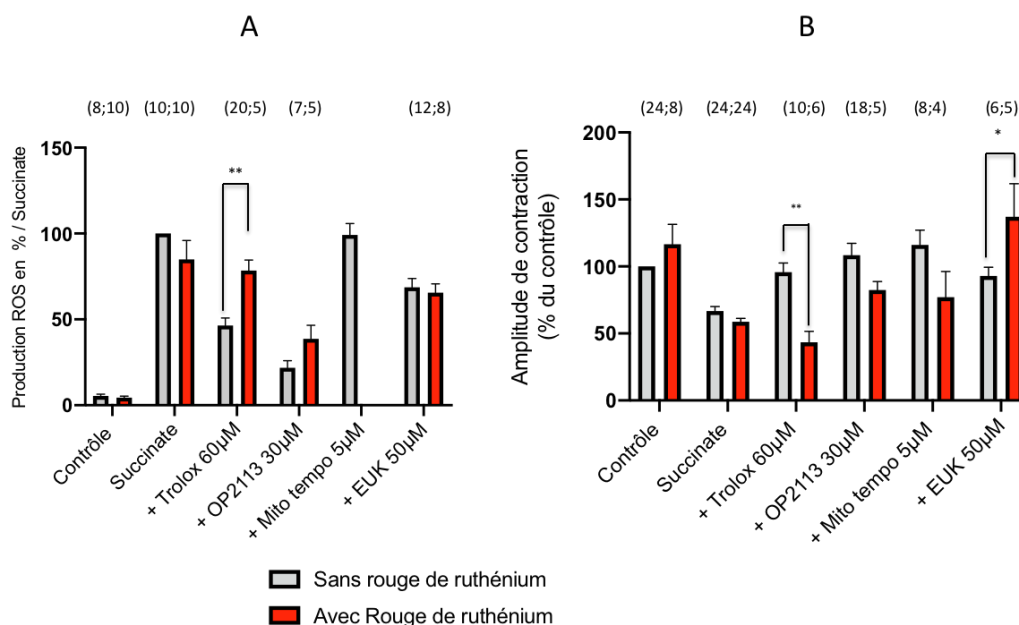 A
B
(8;10) (10;10) (20;5) (7;5) (12;8)
(24;8) (24;24) (10;6) (18;5) (8;4) (6;5)
Production ROS en % / Succinate
150
100
50
0
**
Contrôle
Succinate
+ Trolox 60µM
+ OP2113 30µM
+ Mito tempo 5µM
+ EUK 50µM
Amplitude de contraction
(% du contrôle)
200
150
100
50
0
**
*
Contrôle
Succinate
+ Trolox 60µM
+ OP2113 30µM
+ Mito tempo 5µM
+ EUK 50µM
Sans rouge de ruthénium
Avec Rouge de ruthénium